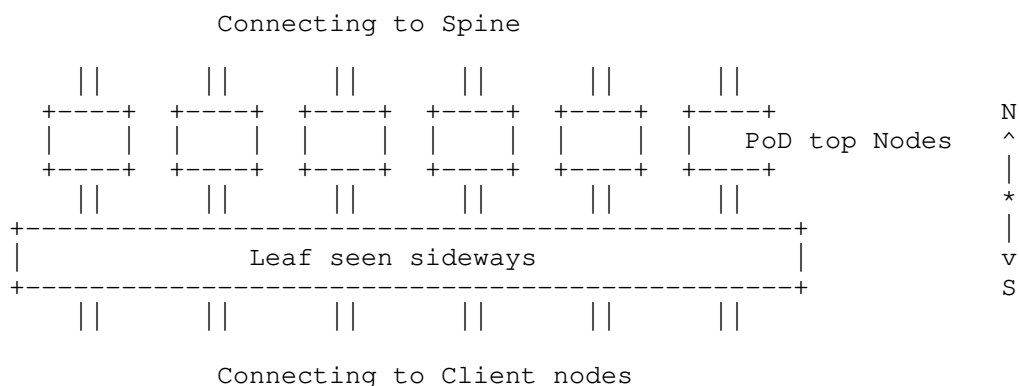 Connecting to Spine
N
PoD top Nodes ^
*
Leaf seen sideways v
S
Connecting to Client nodes